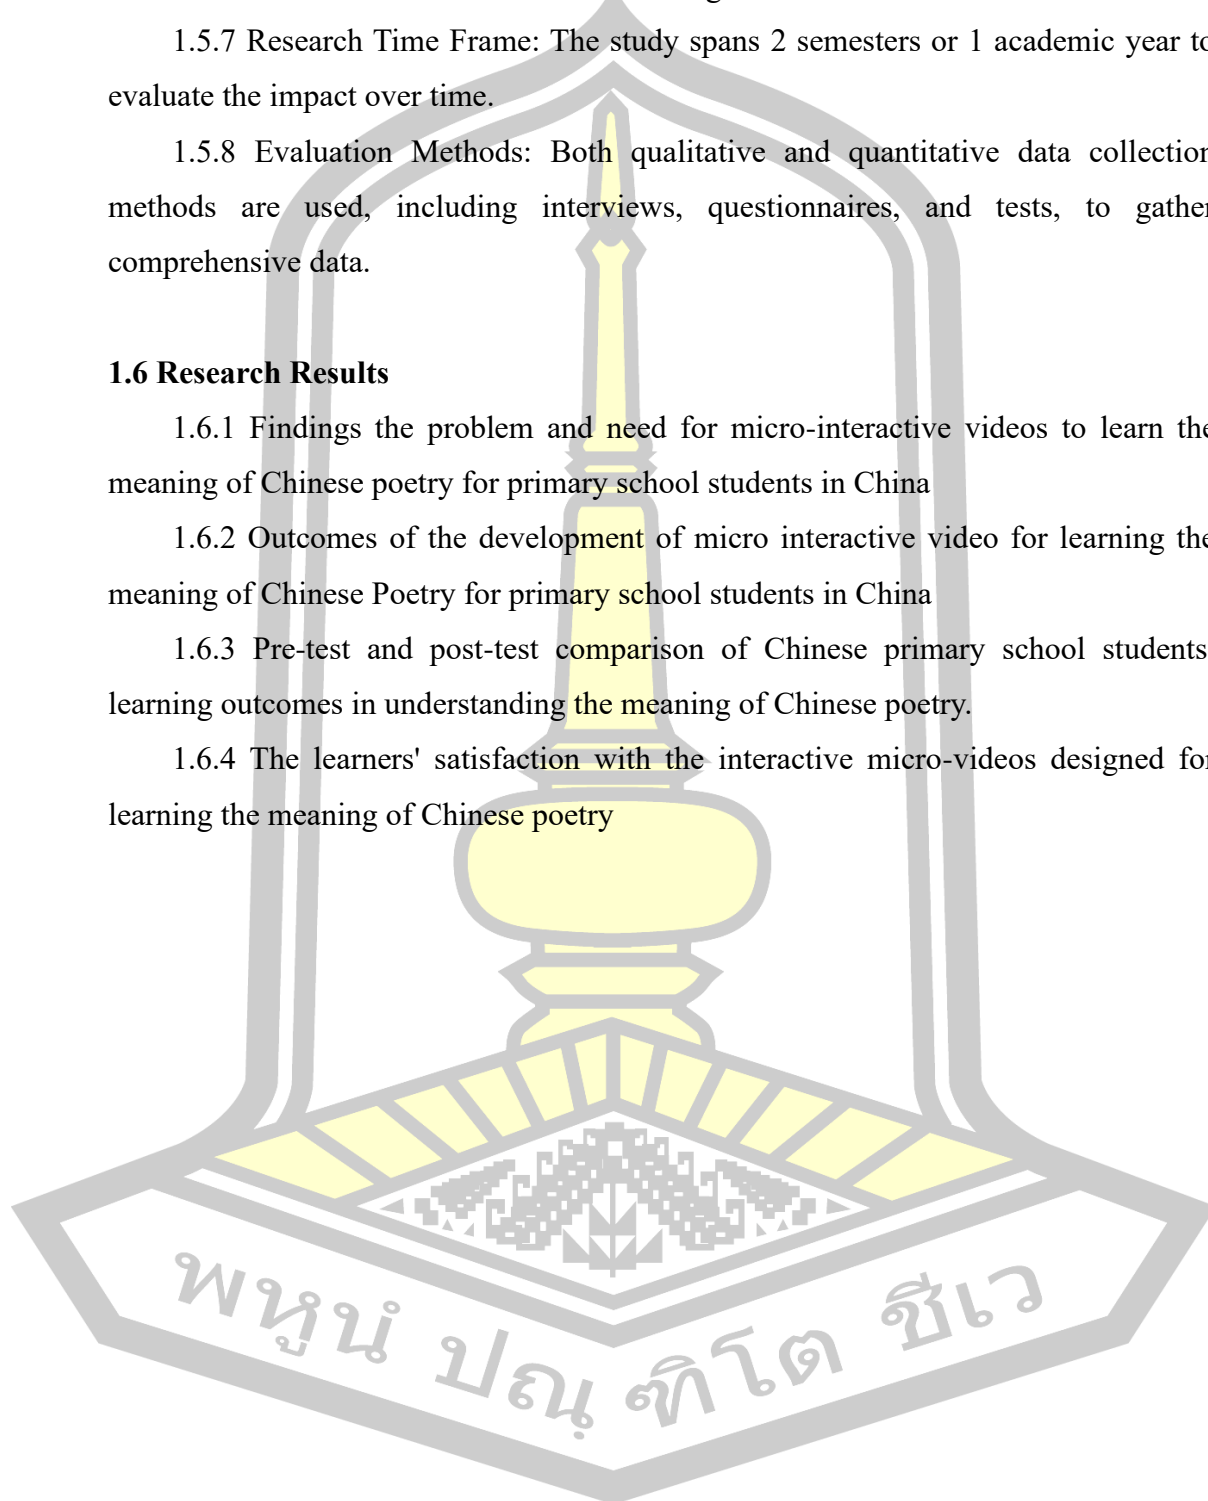 1.5.7 Research Time Frame: The study spans 2 semesters or 1 academic year to
evaluate the impact over time.
1.5.8 Evaluation Methods: Both qualitative and quantitative data collection
methods are used, including interviews, questionnaires, and tests, to gather
comprehensive data.
1.6 Research Results
1.6.1 Findings the problem and need for micro-interactive videos to learn the
meaning of Chinese poetry for primary school students in China
1.6.2 Outcomes of the development of micro interactive video for learning the
meaning of Chinese Poetry for primary school students in China
1.6.3 Pre-test and post-test comparison of Chinese primary school students
learning outcomes in understanding the meaning of Chinese poetry.
1.6.4 The learners' satisfaction with the interactive micro-videos designed for
learning the meaning of Chinese poetry
พหูนํ ปณฺฑิโต ชีเว